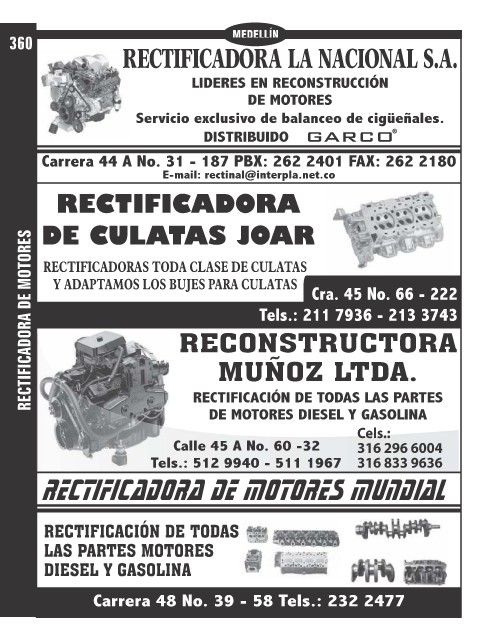 360
MEDELLÍN
RECTIFICADORA DE MOTORES
RECTIFICADORA LA NACIONAL S.A.
LIDERES EN RECONSTRUCCIÓN
DE MOTORES
Servicio exclusivo de balanceo de cigüeñales.
DISTRIBUIDO GARCO®
Carrera 44 A No. 31 - 187 PBX: 262 2401 FAX: 262 2180
E-mail: rectinal@interpla.net.co
RECTIFICADORA
DE CULATAS JOAR
RECTIFICADORAS TODA CLASE DE CULATAS
Y ADAPTAMOS LOS BUJES PARA CULATAS
Cra. 45 No. 66 - 222
Tels.: 211 7936 - 213 3743
RECONSTRUCTORA
MUÑOZ LTDA.
RECTIFICACIÓN DE TODAS LAS PARTES
DE MOTORES DIESEL Y GASOLINA
Calle 45 A No. 60 -32
Tels.: 512 9940 - 511 1967
Cels.:
316 296 6004
316 833 9636
RECTIFICADORA DE MOTORES MUNDIAL
RECTIFICACIÓN DE TODAS
LAS PARTES MOTORES
DIESEL Y GASOLINA
Carrera 48 No. 39 - 58 Tels.: 232 2477